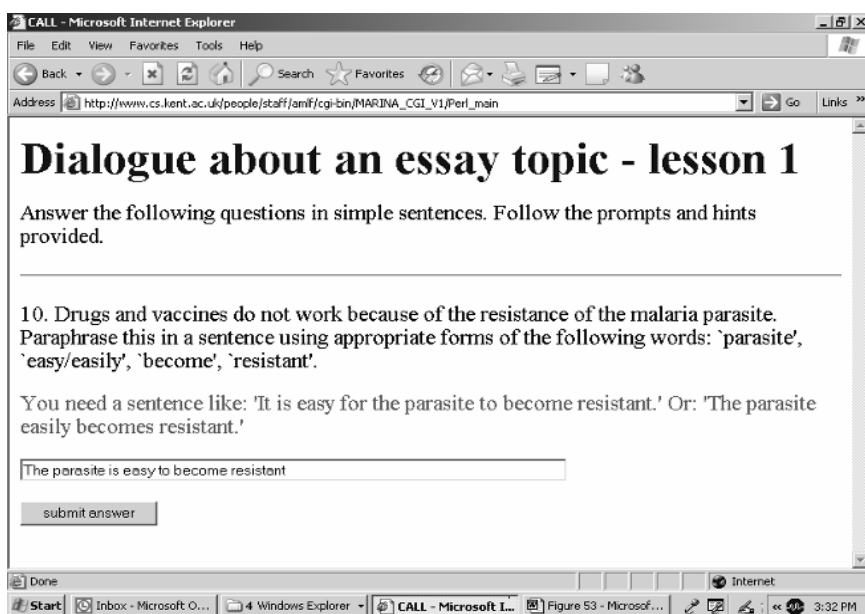 CALL - Microsoft Internet Explorer
File Edit View Favorites Tools Help
Back Search Favorites
Address http://www.cs.kent.ac.uk/people/staff/amlf/cgi-bin/MARINA_CGI_V1/Perl_main Go Links »
Dialogue about an essay topic - lesson 1
Answer the following questions in simple sentences. Follow the prompts and hints
provided.
10. Drugs and vaccines do not work because of the resistance of the malaria parasite.
Paraphrase this in a sentence using appropriate forms of the following words: `parasite',
`easy/easily', `become', `resistant'.
You need a sentence like: 'It is easy for the parasite to become resistant.' Or: 'The parasite
easily becomes resistant.'
The parasite is easy to become resistant
submit answer
Done Internet
Start Inbox - Microsoft O... 4 Windows Explorer CALL - Microsoft I... Figure 53 - Microsof... « 3:32 PM